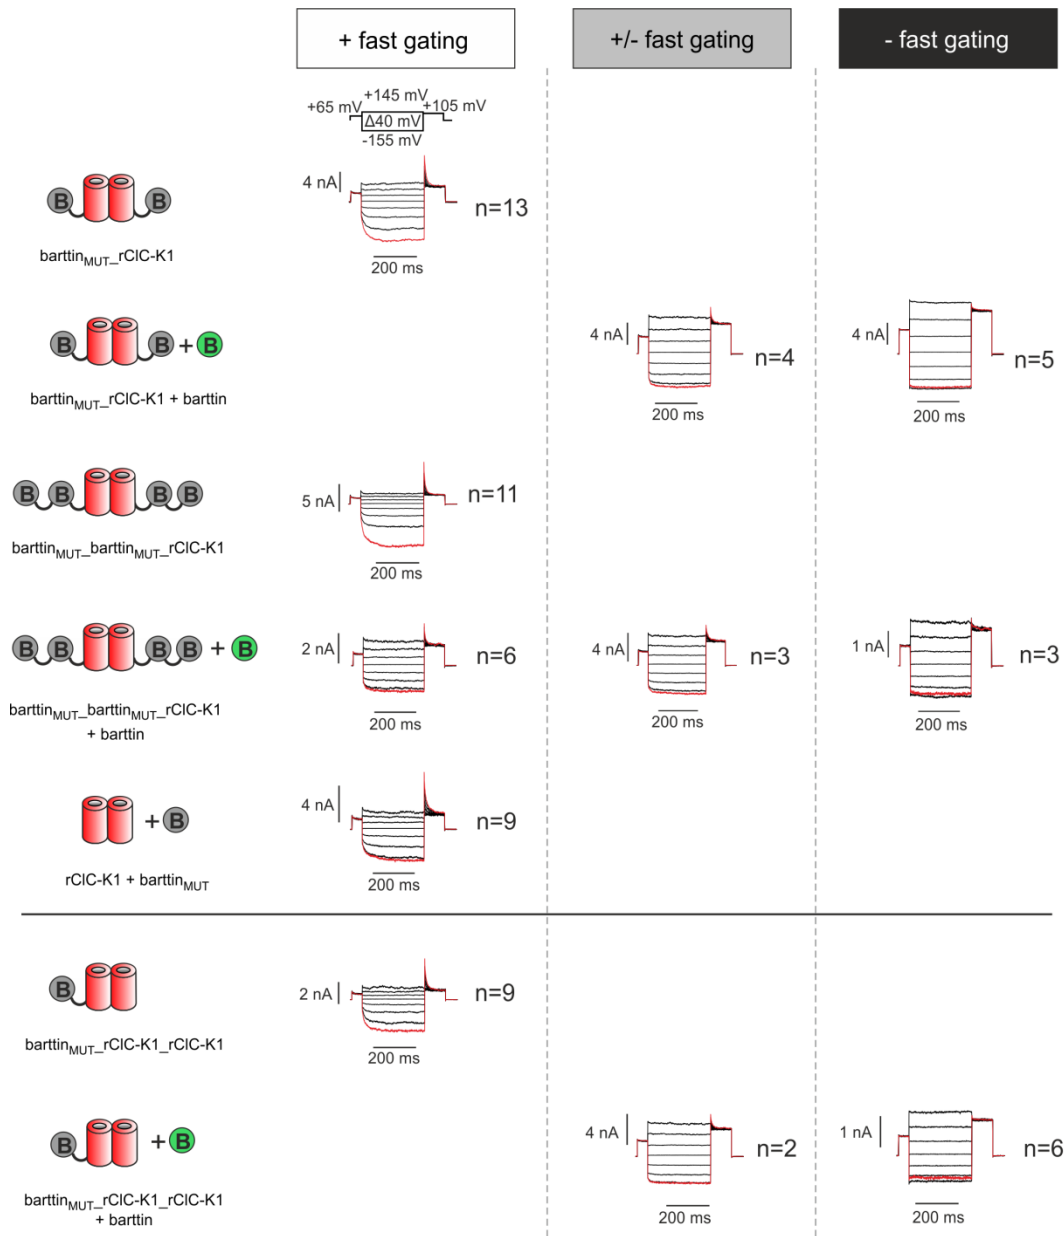 + fast gating
+/- fast gating
- fast gating
+145 mV
+65 mV
+105 mV
Δ40 mV
-155 mV
B B
4 nA
n=13
200 ms
barttinMUT_rClC-K1
B B + B
4 nA
n=4
200 ms
4 nA
n=5
200 ms
barttinMUT_rClC-K1 + barttin
B B B B
5 nA
n=11
200 ms
barttinMUT_barttinMUT_rClC-K1
B B B B + B
2 nA
n=6
200 ms
4 nA
n=3
200 ms
1 nA
n=3
200 ms
barttinMUT_barttinMUT_rClC-K1
+ barttin
+ B
4 nA
n=9
200 ms
rClC-K1 + barttinMUT
B
2 nA
n=9
200 ms
barttinMUT_rClC-K1_rClC-K1
B + B
4 nA
n=2
200 ms
1 nA
n=6
200 ms
barttinMUT_rClC-K1_rClC-K1
+ barttin